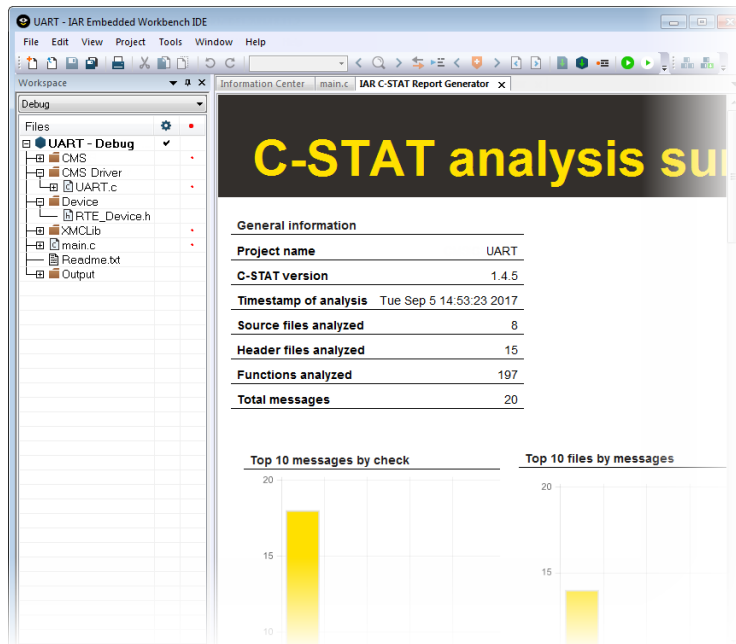 UART - IAR Embedded Workbench IDE
File Edit View Project Tools Window Help
Workspace
Information Center main.c IAR C-STAT Report Generator
Debug
Files
UART - Debug
CMS
CMS Driver
UART.c
Device
RTE_Device.h
XMCLib
main.c
Readme.txt
Output
C-STAT analysis su
General information
Project name UART
C-STAT version 1.4.5
Timestamp of analysis Tue Sep 5 14:53:23 2017
Source files analyzed 8
Header files analyzed 15
Functions analyzed 197
Total messages 20
Top 10 messages by check
20
15
10
Top 10 files by messages
20
15